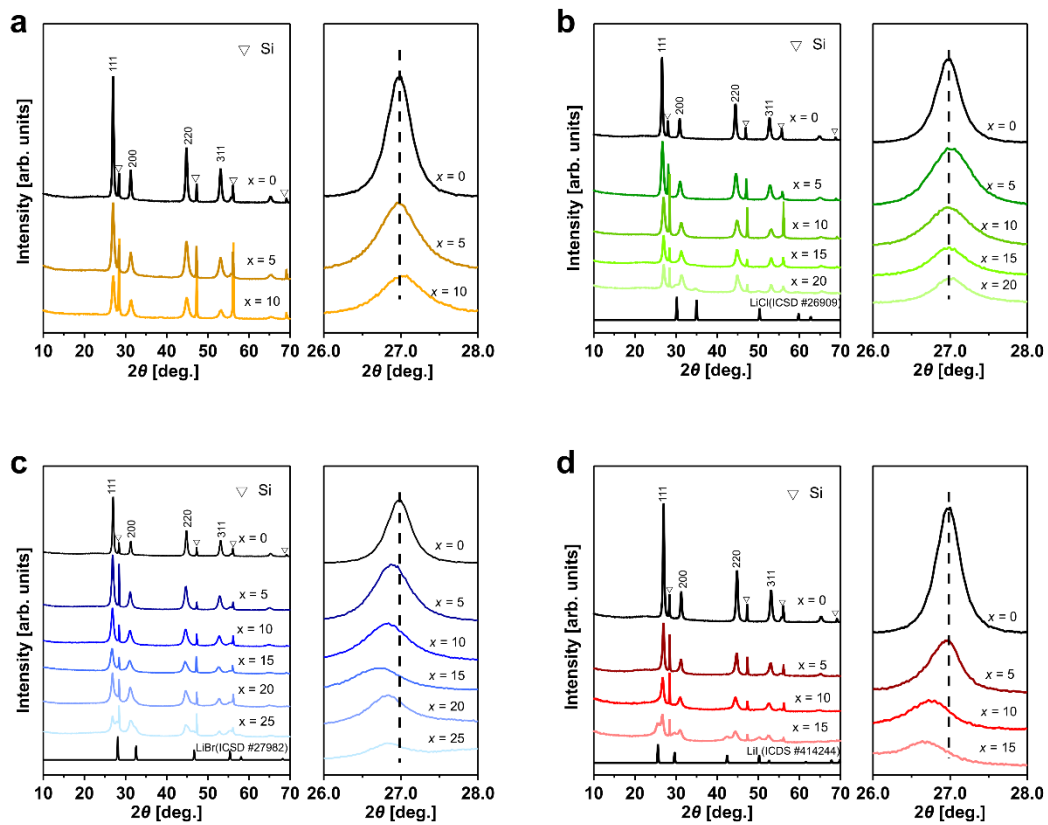 a
Intensity [arb. units]
▽ Si
111
200
220
311
x = 0
x = 5
x = 10
10 20 30 40 50 60 70
2θ [deg.]
x = 0
x = 5
x = 10
26.0 27.0 28.0
2θ [deg.]
b
Intensity [arb. units]
▽ Si
111
200
220
311
x = 0
x = 5
x = 10
x = 15
x = 20
LiCl(ICSD #26909)
10 20 30 40 50 60 70
2θ [deg.]
x = 0
x = 5
x = 10
x = 15
x = 20
26.0 27.0 28.0
2θ [deg.]
c
Intensity [arb. units]
▽ Si
111
200
220
311
x = 0
x = 5
x = 10
x = 15
x = 20
x = 25
LiBr(ICSD #27982)
10 20 30 40 50 60 70
2θ [deg.]
x = 0
x = 5
x = 10
x = 15
x = 20
x = 25
26.0 27.0 28.0
2θ [deg.]
d
Intensity [arb. units]
▽ Si
111
200
220
311
x = 0
x = 5
x = 10
x = 15
LiI (ICDS #414244)
10 20 30 40 50 60 70
2θ [deg.]
x = 0
x = 5
x = 10
x = 15
26.0 27.0 28.0
2θ [deg.]